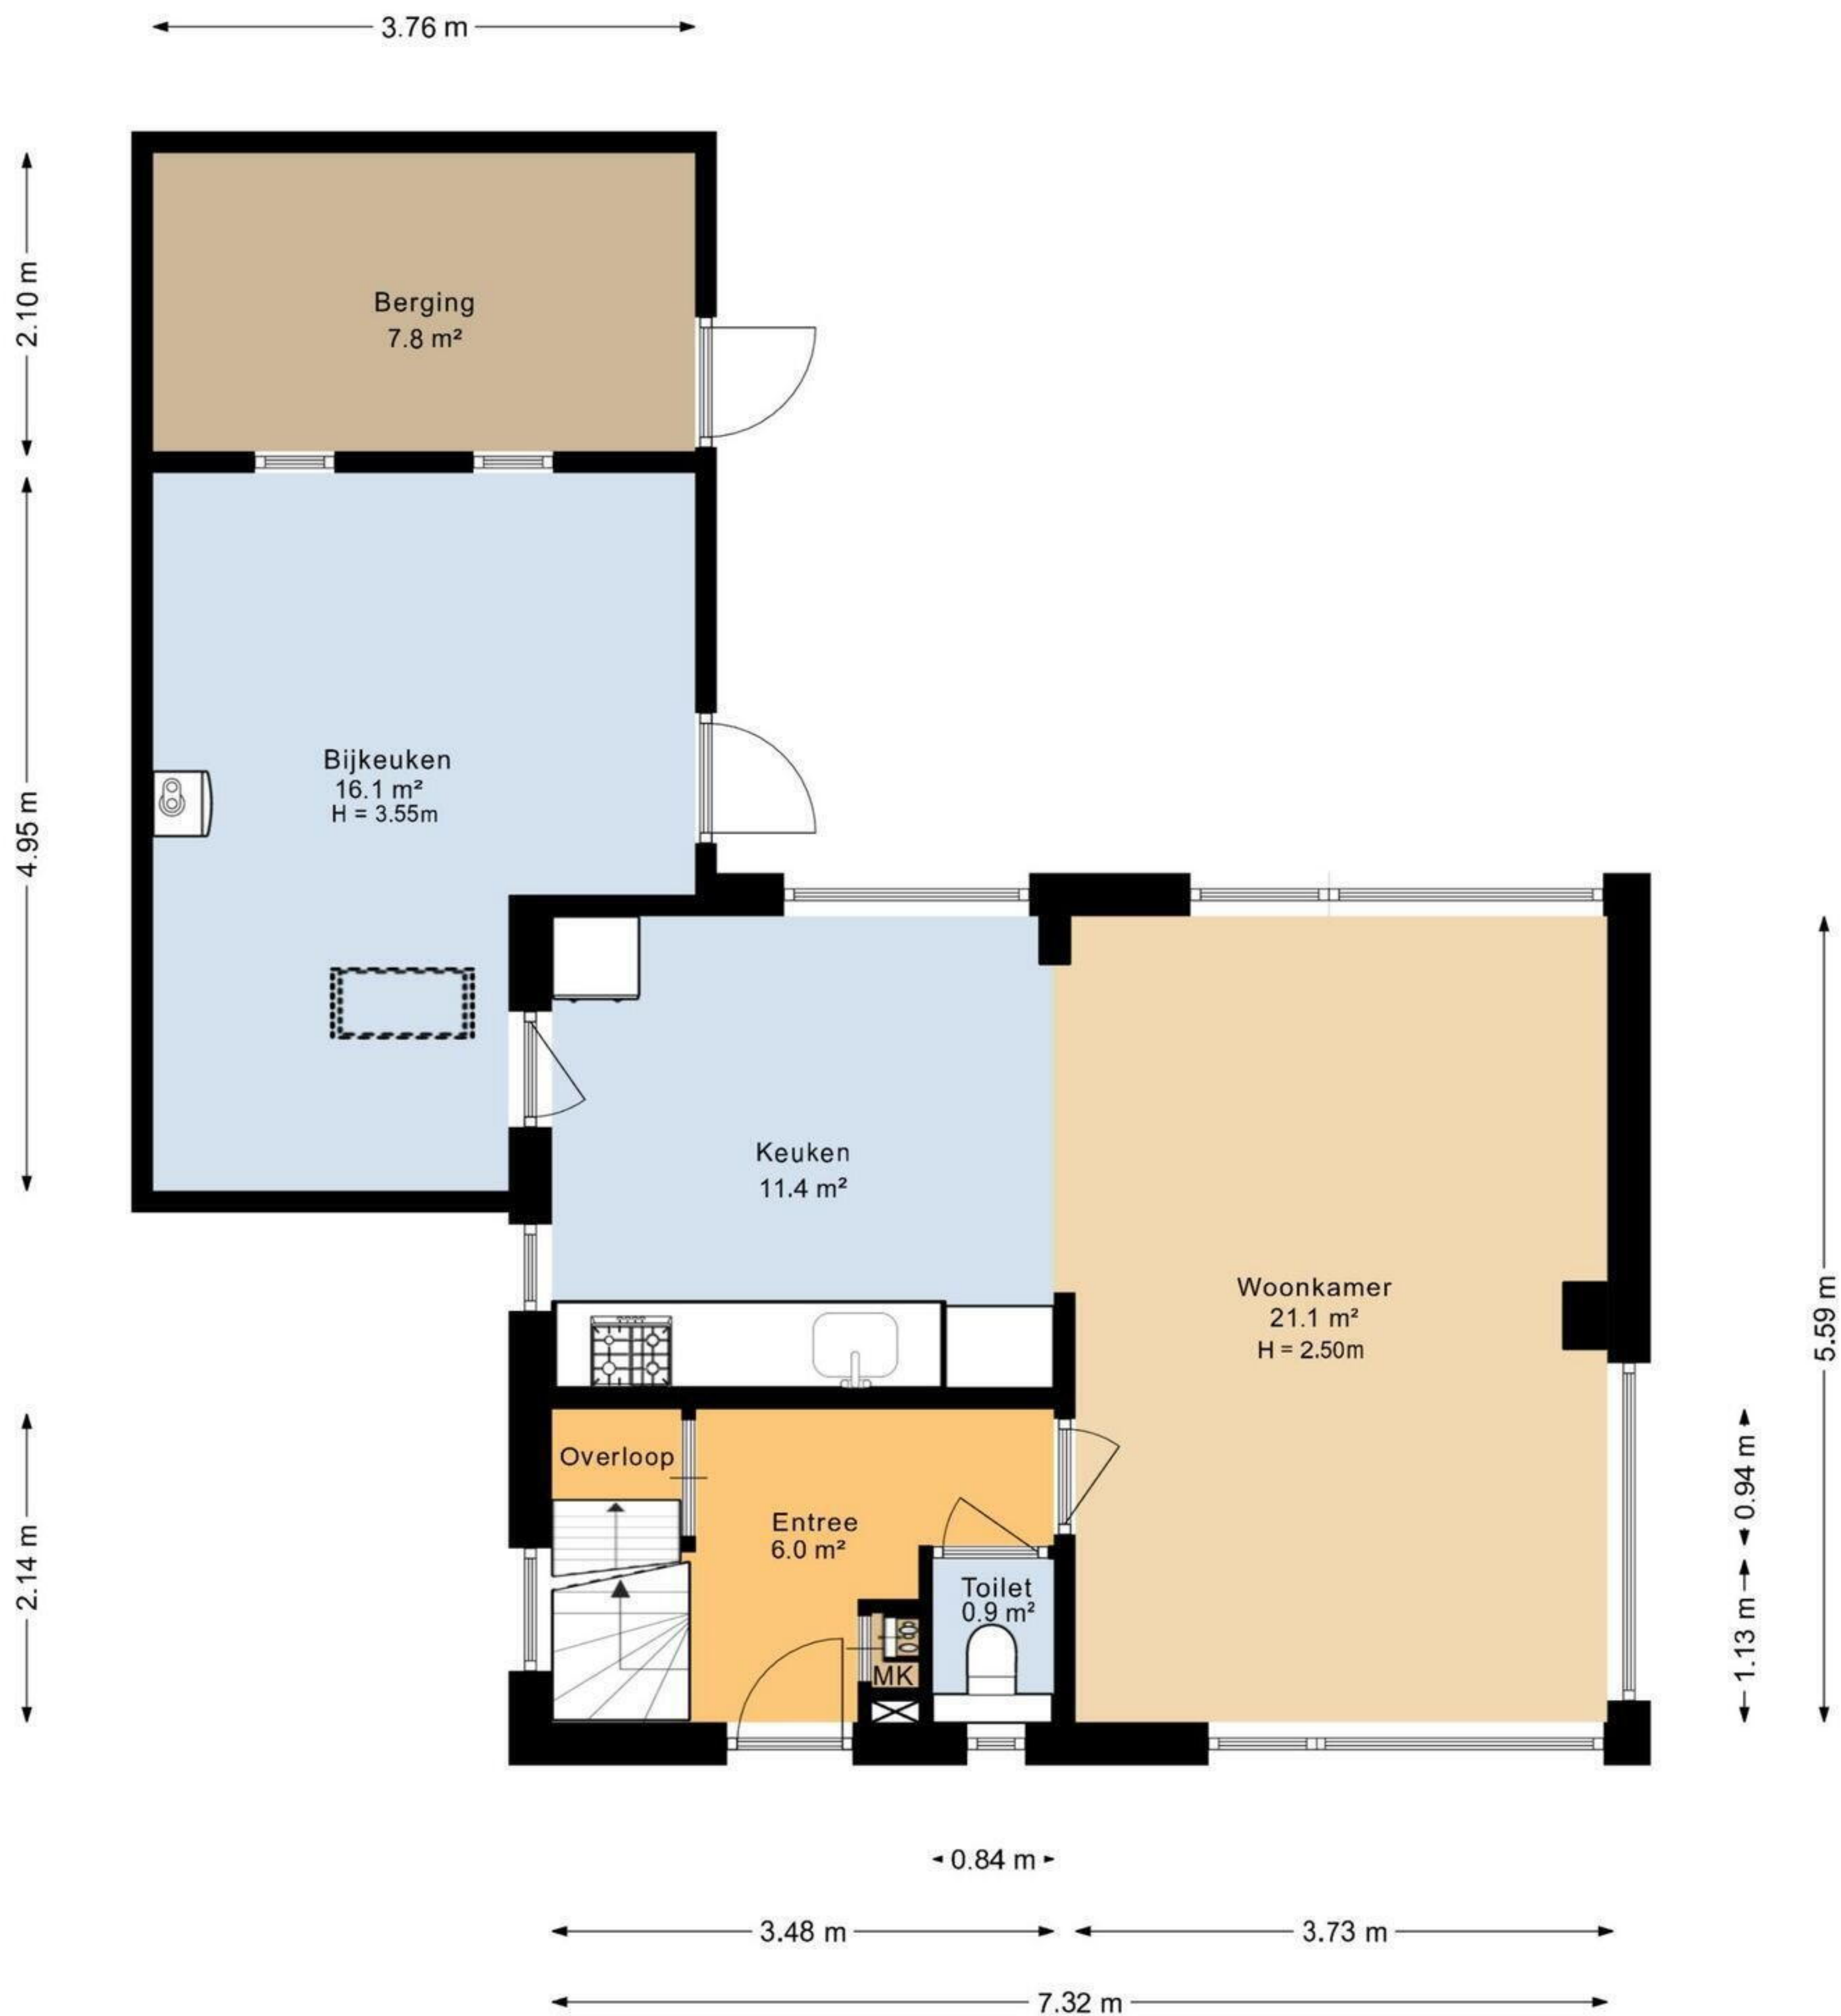 3.76 m
2.10 m
Berging
7.8 m²
4.95 m
Bijkeuken
16.1 m²
H = 3.55m
Keuken
11.4 m²
Woonkamer
21.1 m²
H = 2.50m
5.59 m
Overloop
Entree
6.0 m²
Toilet
0.9 m²
MK
2.14 m
0.94 m
1.13 m
0.84 m
3.48 m
3.73 m
7.32 m